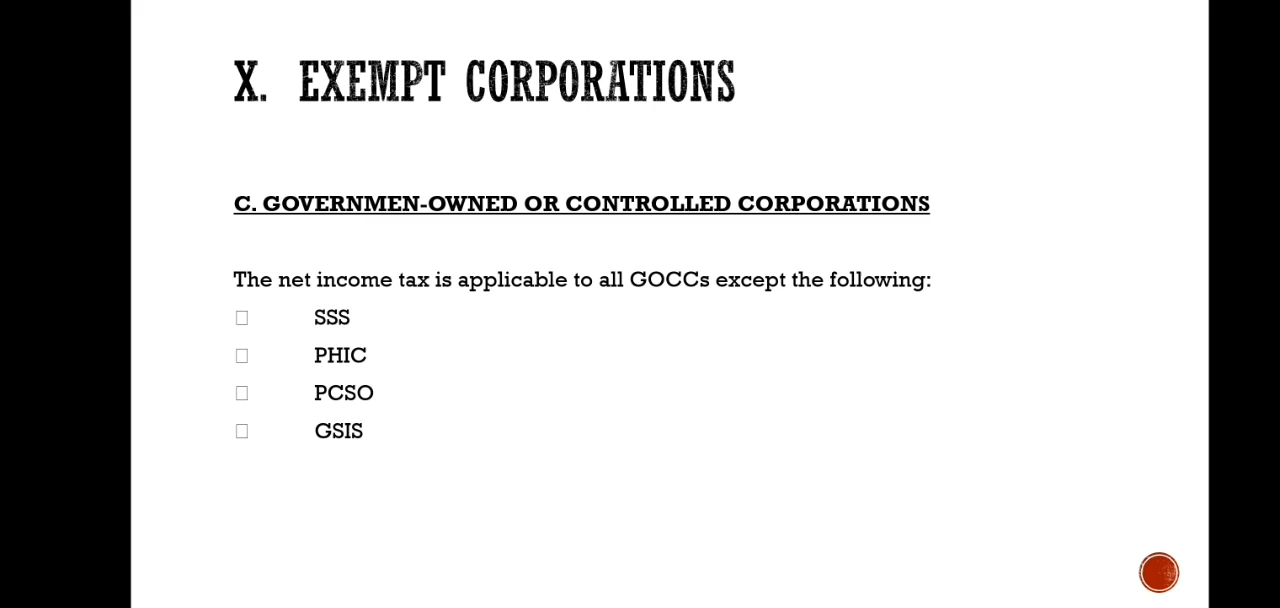 X. EXEMPT CORPORATIONS
C. GOVERNMEN-OWNED OR CONTROLLED CORPORATIONS
The net income tax is applicable to all GOCCs except the following:
SSS
PHIC
PCSO
GSIS